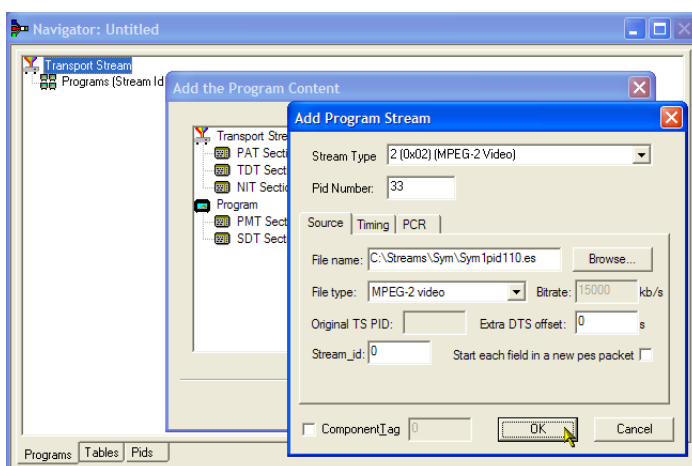 Navigator: Untitled
Transport Stream
Programs (Stream Id
Add the Program Content
Transport Stre
PAT Secti
TDT Sect
NIT Sectio
Program
PMT Sect
SDT Sect
Add Program Stream
Stream Type 2 (0x02) (MPEG-2 Video)
Pid Number: 33
Source Timing PCR
File name: C:\Streams\Sym\Sym1pid110.es Browse...
File type: MPEG-2 video Bitrate: 15000 kb/s
Original TS PID: Extra DTS offset: 0 s
Stream_id: 0 Start each field in a new pes packet
ComponentTag 0 OK Cancel
Programs Tables Pids